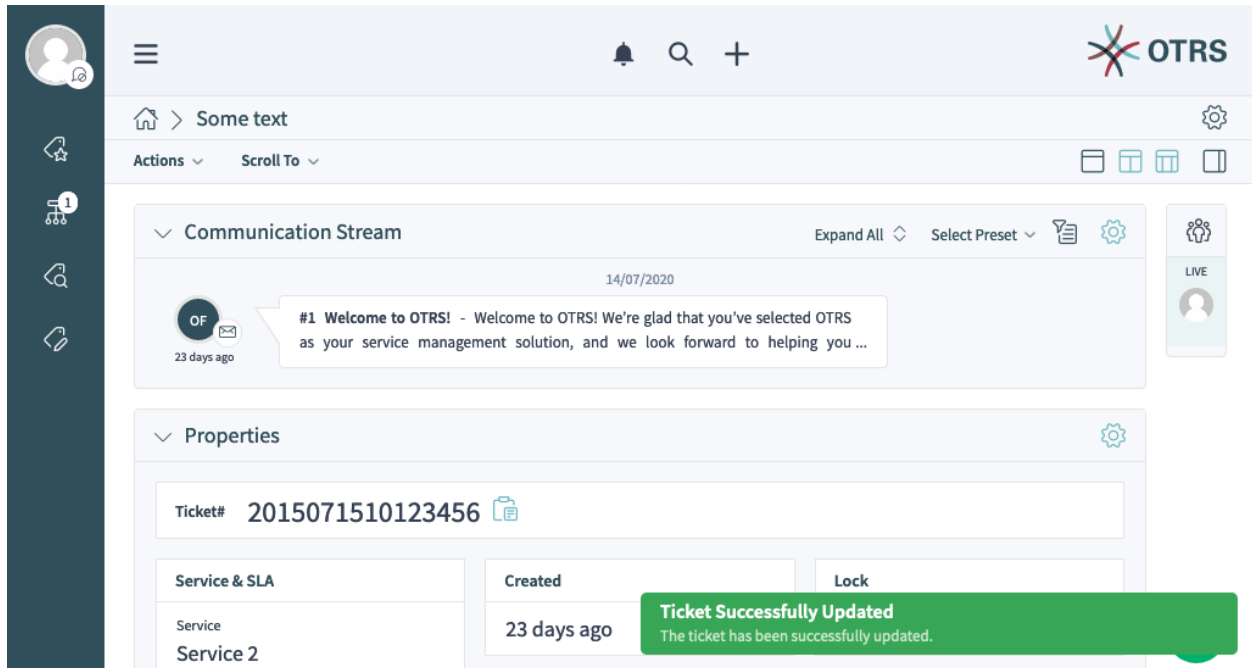 OTRS
Some text
Actions
Scroll To
Communication Stream
Expand All
Select Preset
1
14/07/2020
LIVE
OF
#1 Welcome to OTRS! - Welcome to OTRS! We're glad that you've selected OTRS
as your service management solution, and we look forward to helping you ...
23 days ago
Properties
Ticket# 2015071510123456
Service & SLA
Created
Lock
Service
Service 2
23 days ago
Ticket Successfully Updated
The ticket has been successfully updated.